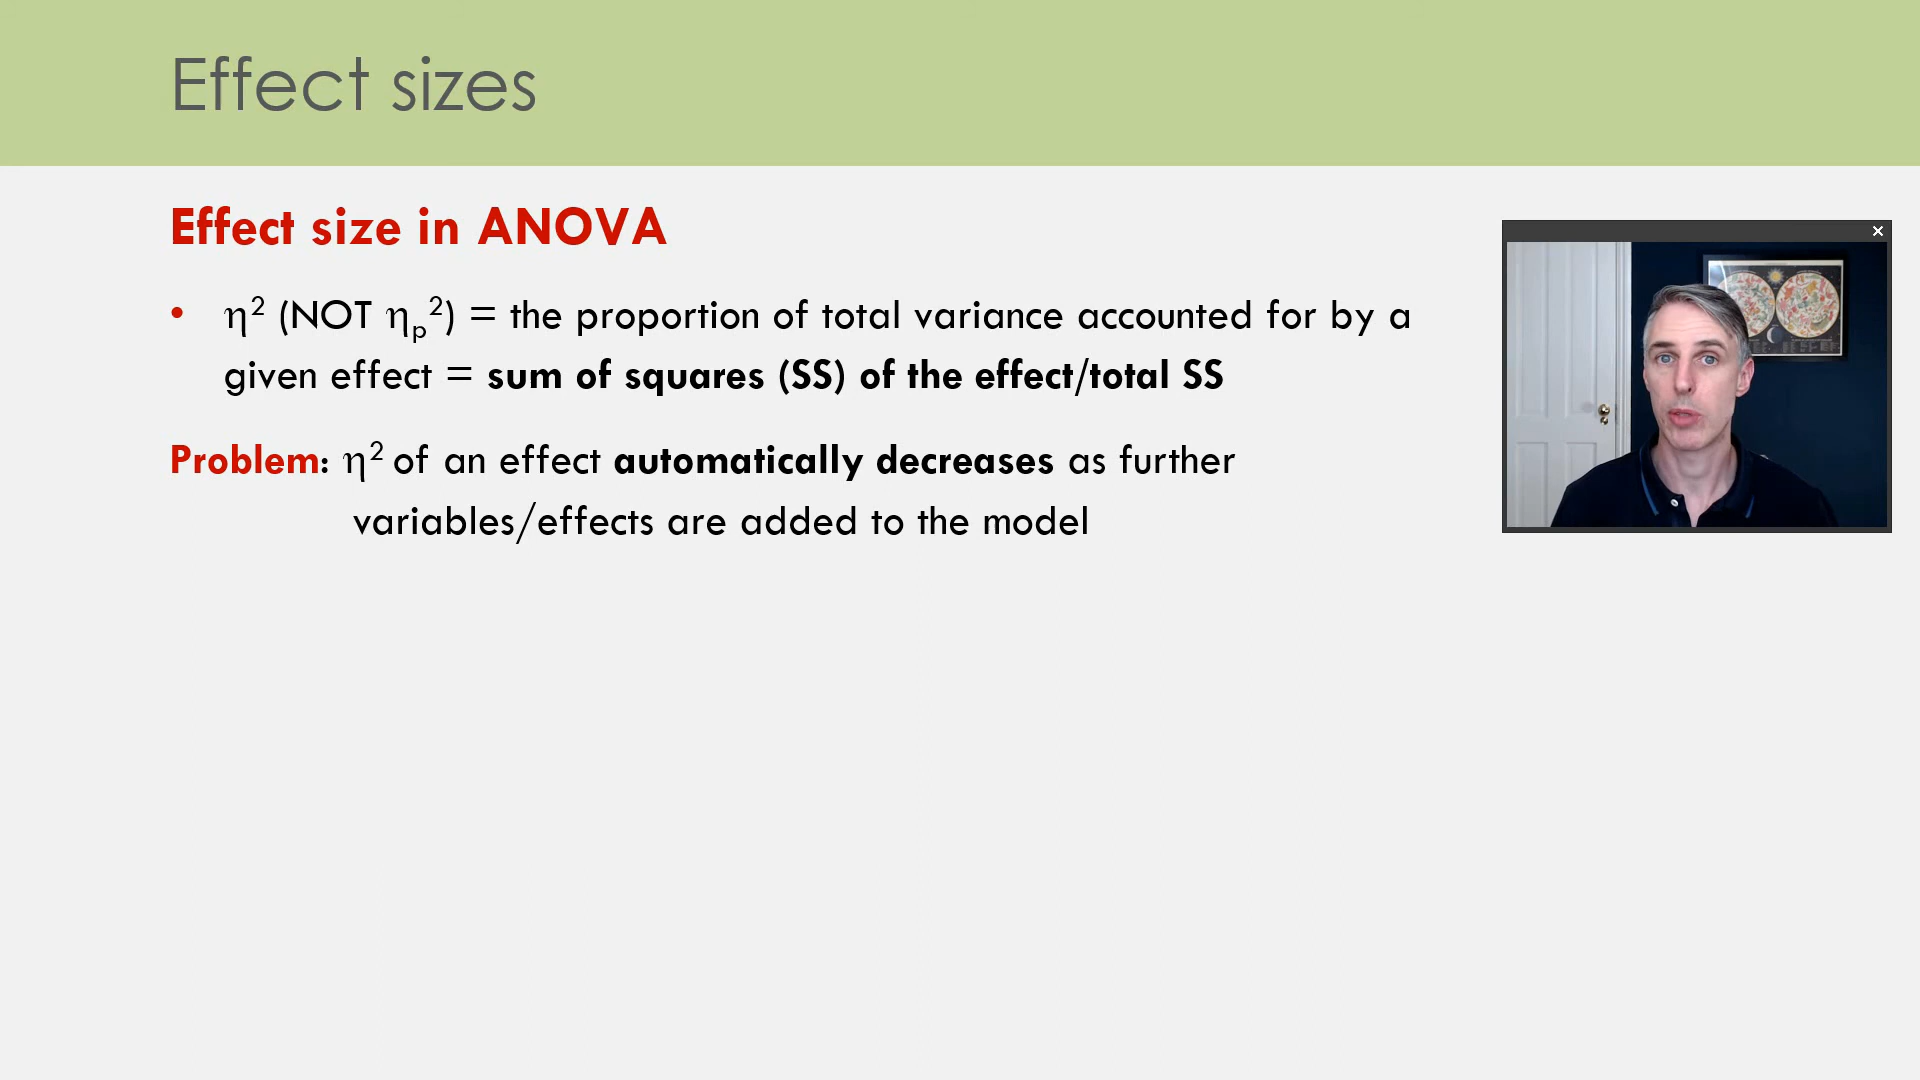 Effect sizes
Effect size in ANOVA
• η² (NOT ηp²) = the proportion of total variance accounted for by a
given effect = sum of squares (SS) of the effect/total SS
Problem: η² of an effect automatically decreases as further
variables/effects are added to the model